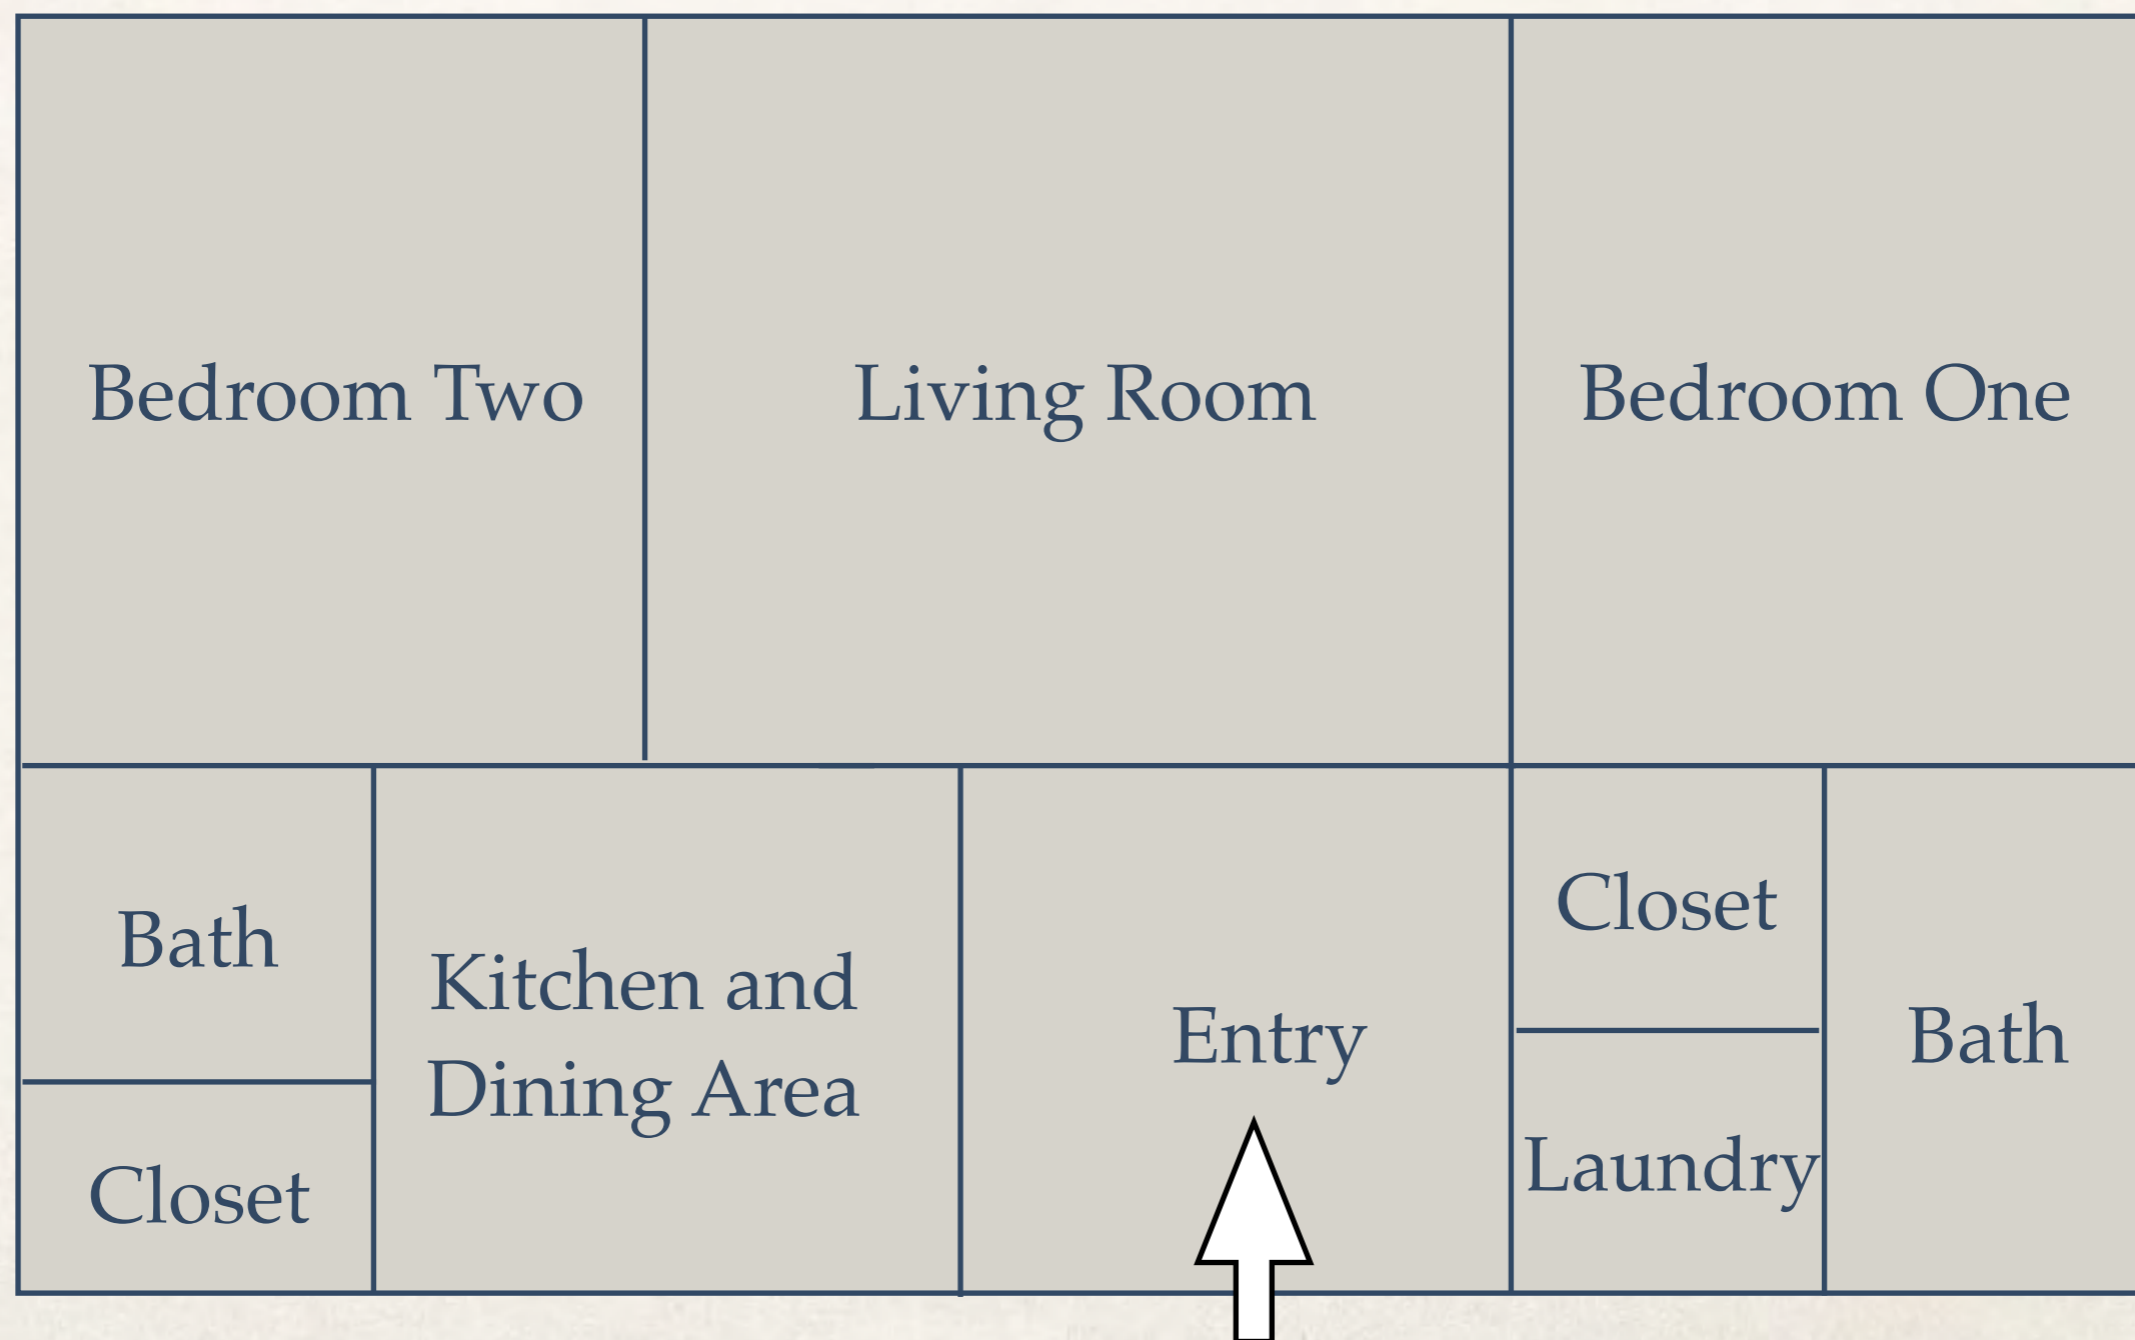 Bedroom Two
Living Room
Bedroom One
Bath
Kitchen and
Dining Area
Closet
Entry
Closet
Laundry
Bath